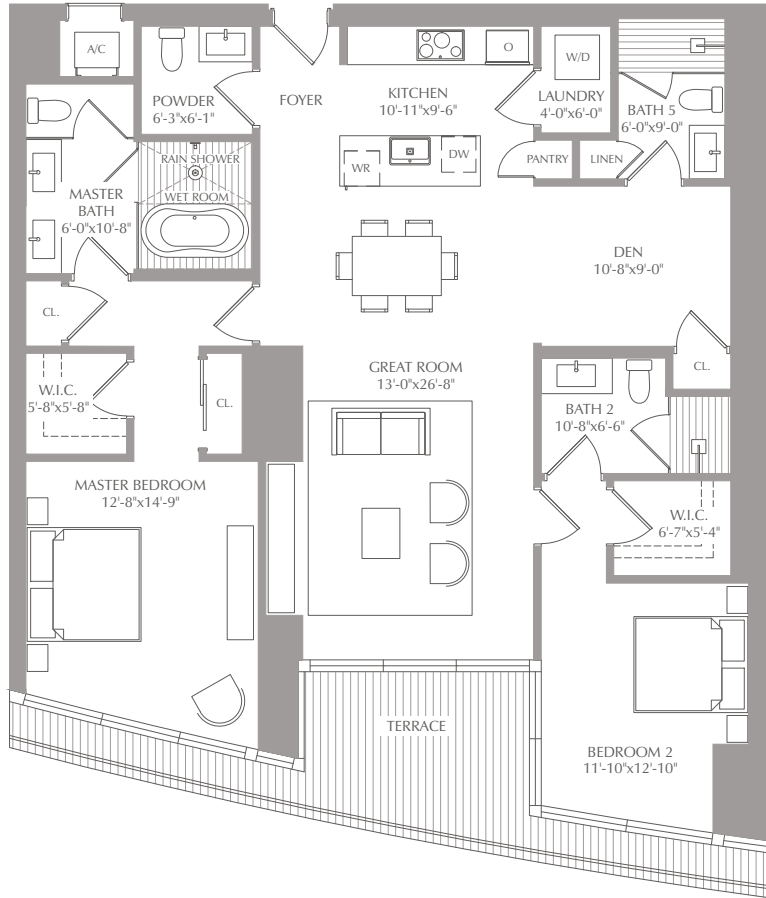 A/C
POWDER
6'-3"x6'-1"
FOYER
KITCHEN
10'-11"x9'-6"
O
W/D
LAUNDRY
4'-0"x6'-0"
BATH 5
6'-0"x9'-0"
RAIN SHOWER
WET ROOM
MASTER
BATH
6'-0"x10'-8"
WR
DW
PANTRY
LINEN
DEN
10'-8"x9'-0"
CL.
W.I.C.
5'-8"x5'-8"
CL.
GREAT ROOM
13'-0"x26'-8"
CL.
BATH 2
10'-8"x6'-6"
MASTER BEDROOM
12'-8"x14'-9"
W.I.C.
6'-7"x5'-4"
TERRACE
BEDROOM 2
11'-10"x12'-10"